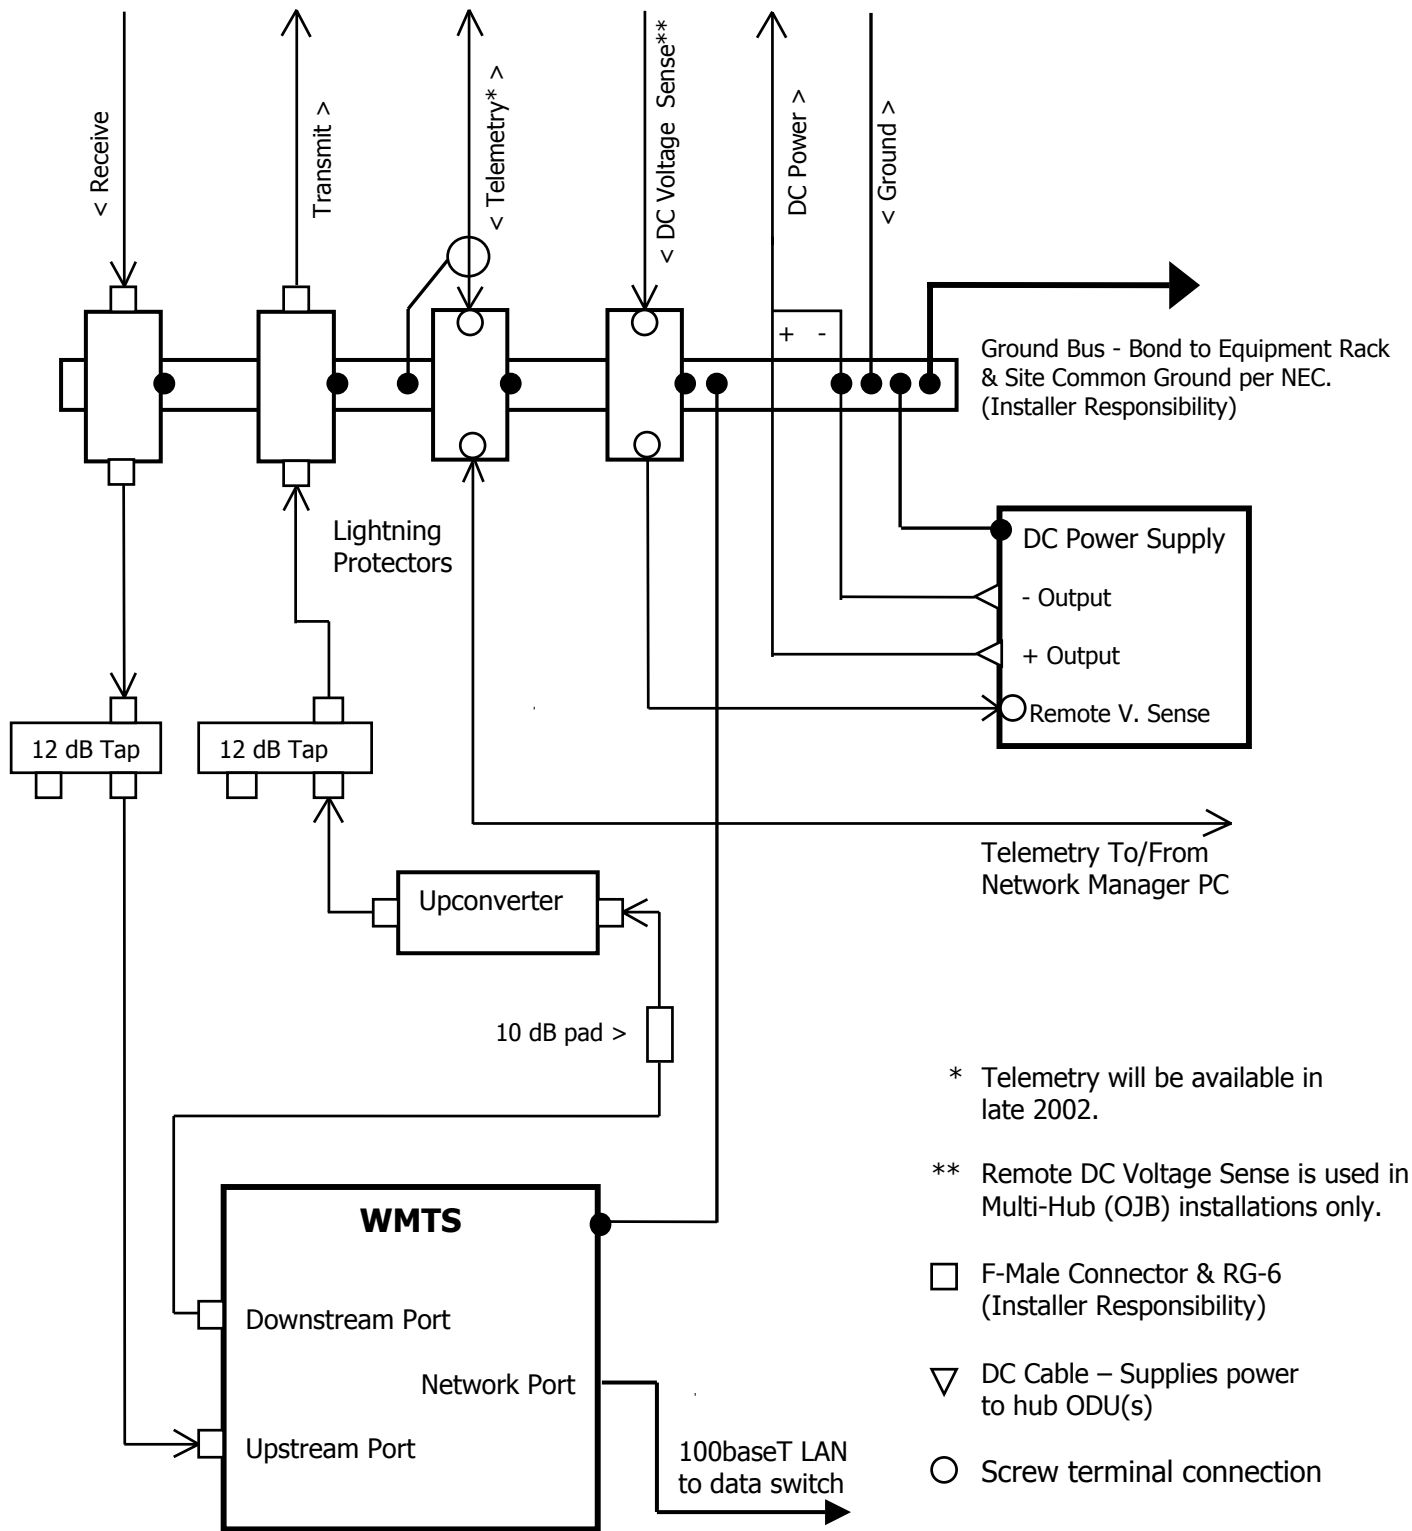 < Receive
Transmit >
< Telemetry* >
< DC Voltage Sense**
DC Power >
< Ground >
+ -
Ground Bus - Bond to Equipment Rack
& Site Common Ground per NEC.
(Installer Responsibility)
Lightning
Protectors
DC Power Supply
- Output
+ Output
Remote V. Sense
12 dB Tap
12 dB Tap
Telemetry To/From
Network Manager PC
Upconverter
10 dB pad >
* Telemetry will be available in
late 2002.
** Remote DC Voltage Sense is used in
Multi-Hub (OJB) installations only.
WMTS
F-Male Connector & RG-6
(Installer Responsibility)
Downstream Port
Network Port
DC Cable – Supplies power
to hub ODU(s)
Upstream Port
100baseT LAN
to data switch
Screw terminal connection